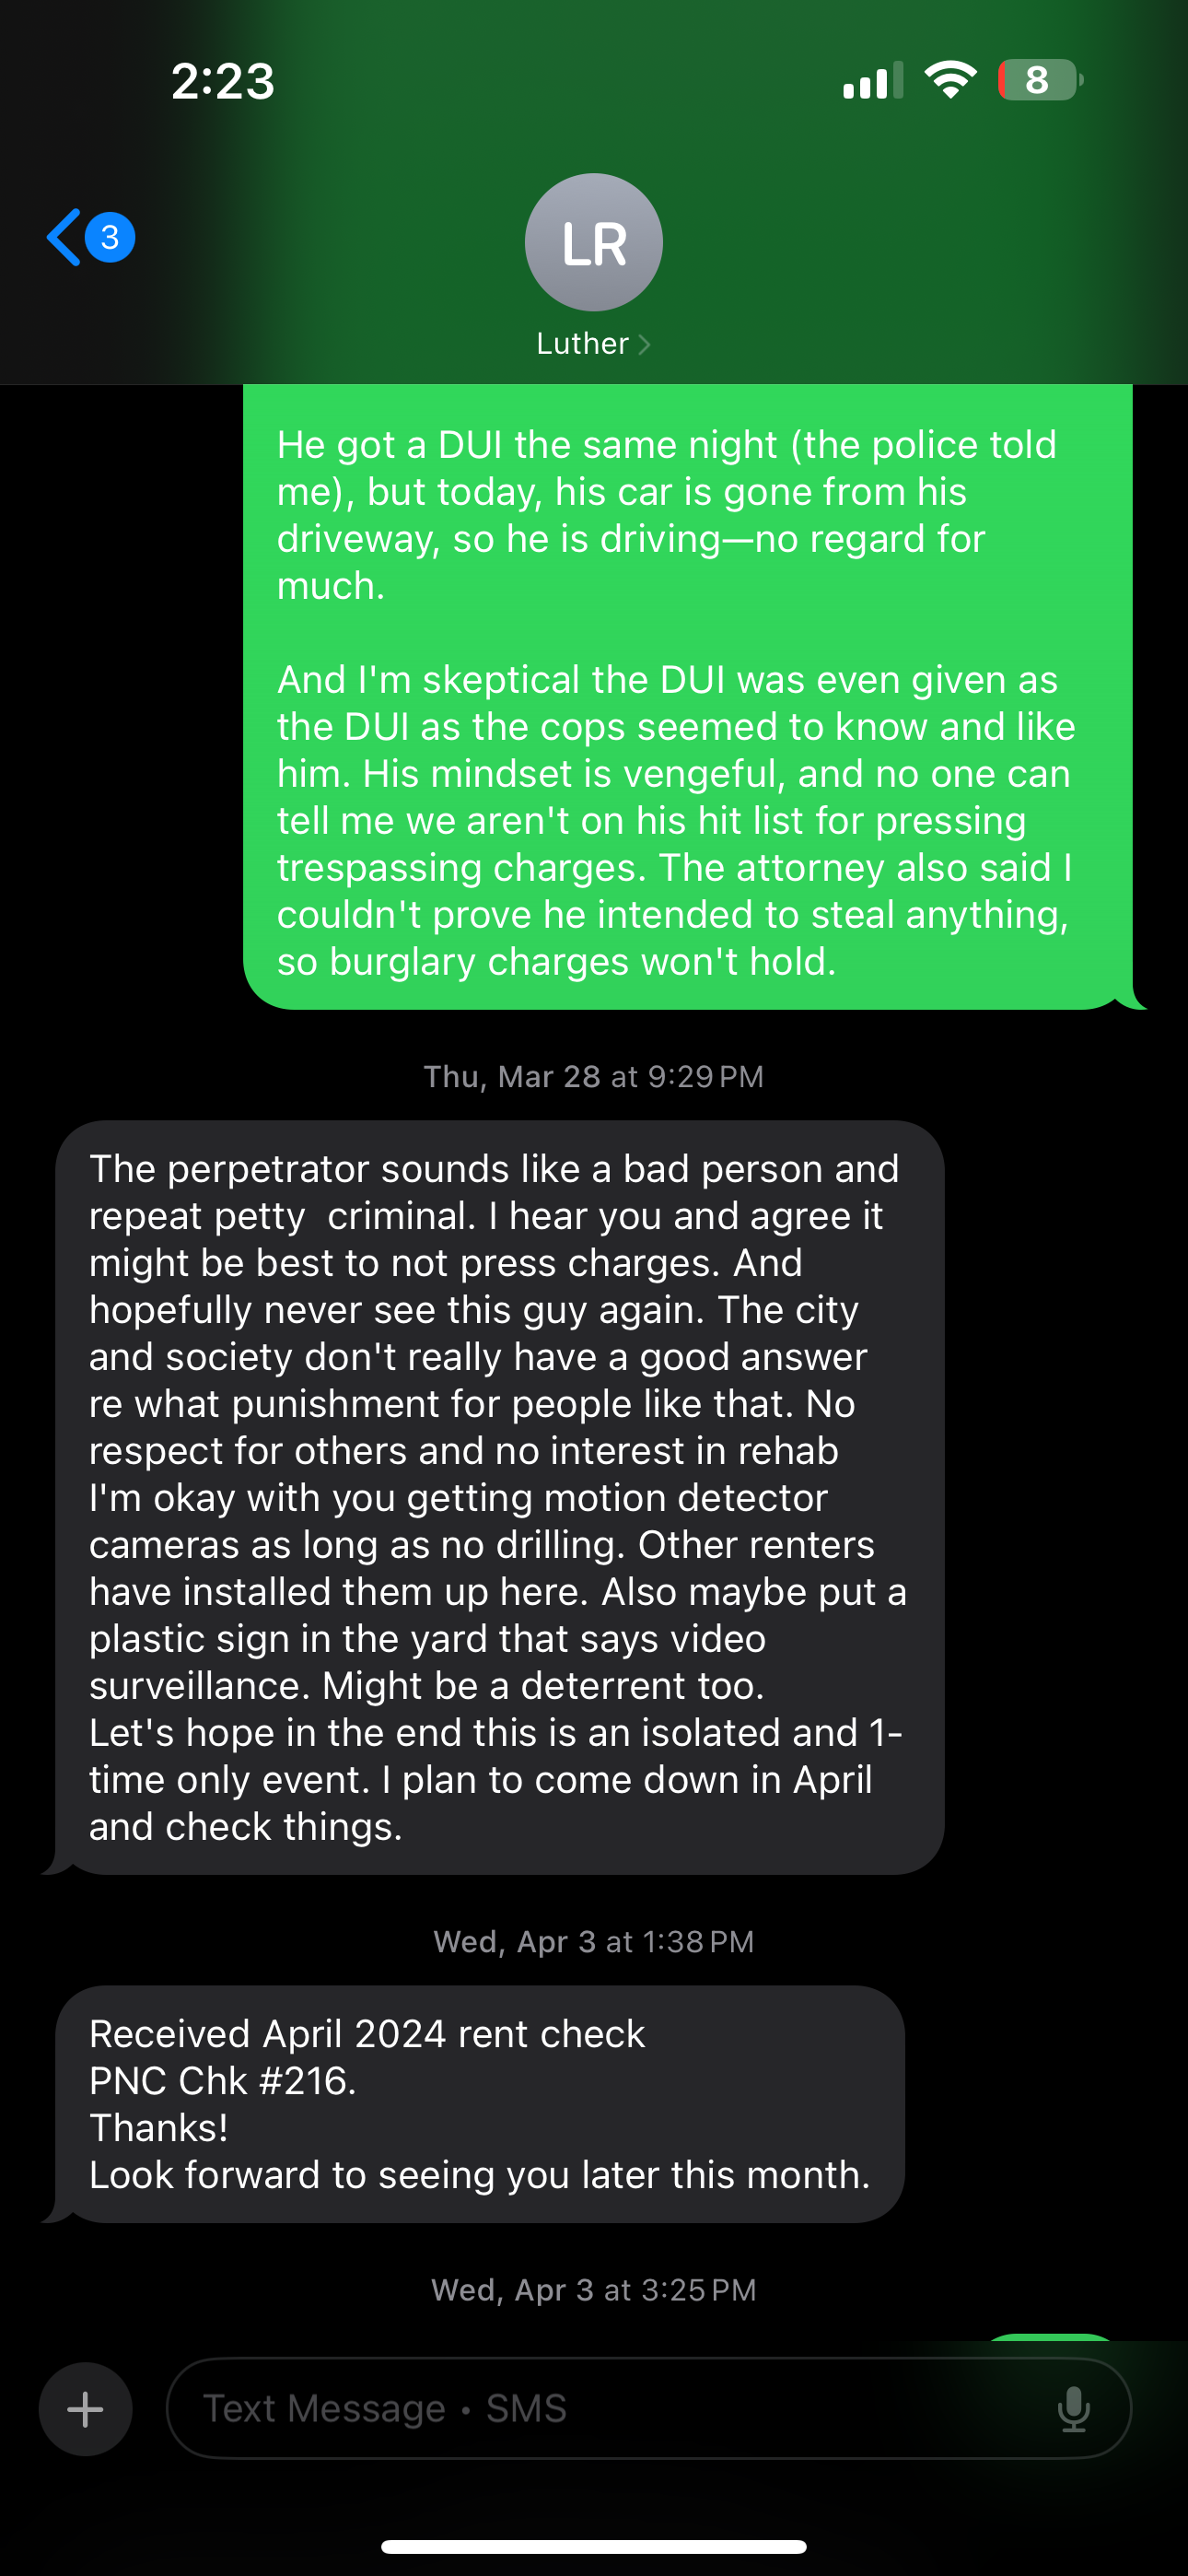 2:23
8
3
LR
Luther
He got a DUI the same night (the police told
me), but today, his car is gone from his
driveway, so he is driving—no regard for
much.
And I'm skeptical the DUI was even given as
the DUI as the cops seemed to know and like
him. His mindset is vengeful, and no one can
tell me we aren't on his hit list for pressing
trespassing charges. The attorney also said I
couldn't prove he intended to steal anything,
so burglary charges won't hold.
Thu, Mar 28 at 9:29 PM
The perpetrator sounds like a bad person and
repeat petty  criminal. I hear you and agree it
might be best to not press charges. And
hopefully never see this guy again. The city
and society don't really have a good answer
re what punishment for people like that. No
respect for others and no interest in rehab
I'm okay with you getting motion detector
cameras as long as no drilling. Other renters
have installed them up here. Also maybe put a
plastic sign in the yard that says video
surveillance. Might be a deterrent too.
Let's hope in the end this is an isolated and 1-
time only event. I plan to come down in April
and check things.
Wed, Apr 3 at 1:38 PM
Received April 2024 rent check
PNC Chk #216.
Thanks!
Look forward to seeing you later this month.
Wed, Apr 3 at 3:25 PM
Text Message • SMS